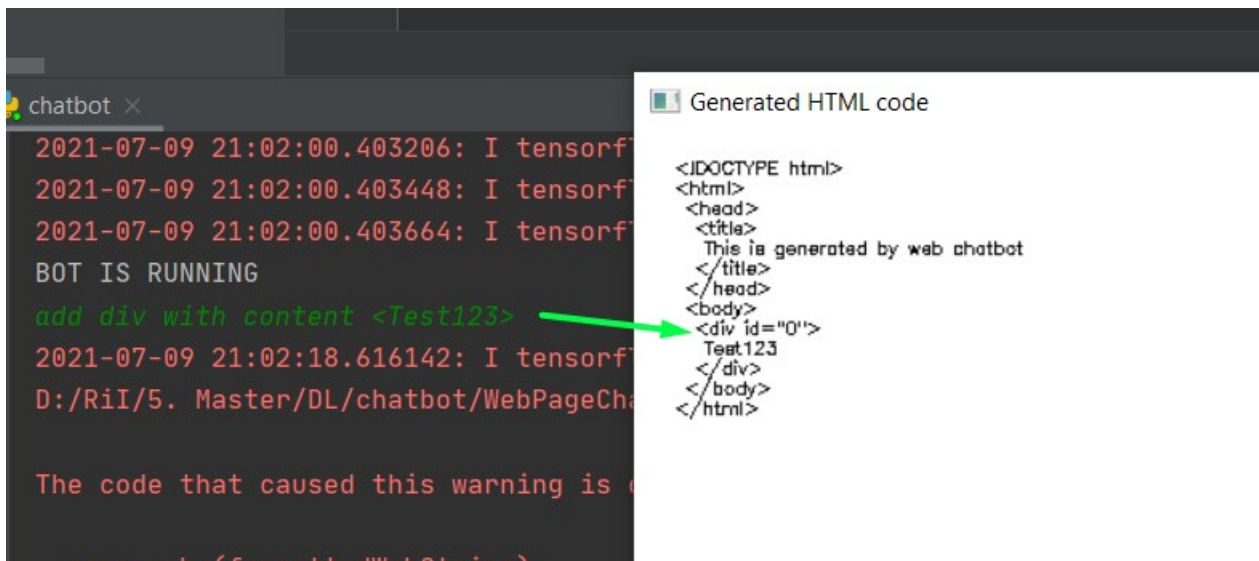 chatbot ×
2021-07-09 21:02:00.403206: I tensorf
2021-07-09 21:02:00.403448: I tensorf
2021-07-09 21:02:00.403664: I tensorf
BOT IS RUNNING
add div with content <Test123>
2021-07-09 21:02:18.616142: I tensorf
D:/RiI/5. Master/DL/chatbot/WebPageCha
The code that caused this warning is
Generated HTML code
<!DOCTYPE html>
<html>
<head>
<title>
This is generated by web chatbot
</title>
</head>
<body>
<div id="0">
Test123
</div>
</body>
</html>